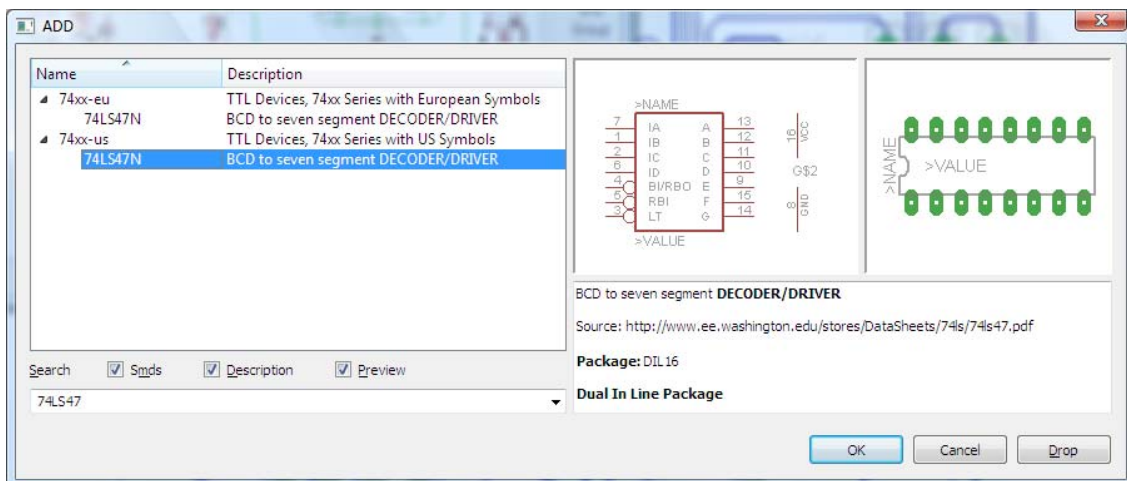 ADD
Name Description
74xx-eu TTL Devices, 74xx Series with European Symbols
74LS47N BCD to seven segment DECODER/DRIVER
74xx-us TTL Devices, 74xx Series with US Symbols
74LS47N BCD to seven segment DECODER/DRIVER
Search Smds Description Preview
74LS47
>NAME
7 IA A 13
1 IB B 12
2 IC C 11
6 ID D 10
4 BI/RBO E 9
5 RBI F 15
3 LT G 14
>VALUE
16 VCC
G$2
8 GND
>NAME
>VALUE
BCD to seven segment DECODER/DRIVER
Source: http://www.ee.washington.edu/stores/DataSheets/74ls/74ls47.pdf
Package: DIL16
Dual In Line Package
OK Cancel Drop